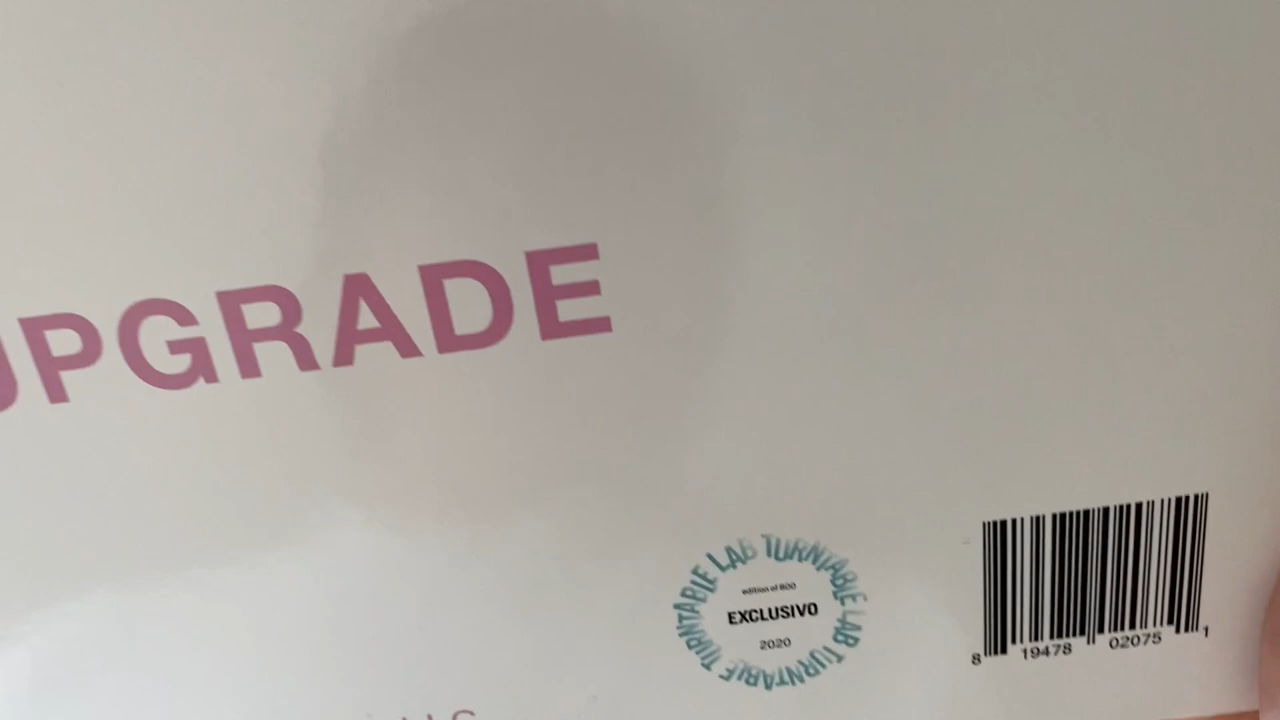 UPGRADE
TURNTABLE LAB TURNTABLE LAB TURNTABLE LAB
edition of 800
EXCLUSIVO
2020
8 19478 02075 1